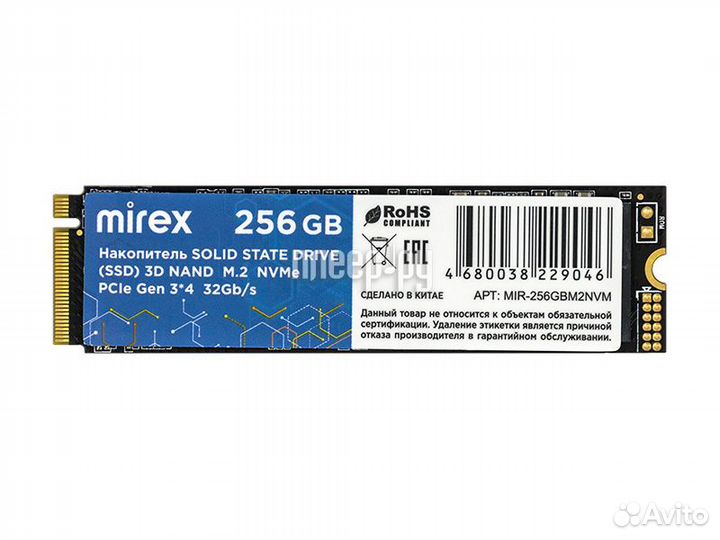 mirex 256 GB
Накопитель SOLID STATE DRIVE
(SSD) 3D NAND M.2 NVMe
PCIe Gen 3*4 32Gb/s
RoHS
COMPLIANT
EAC
4 680038 229046
СДЕЛАНО В КИТАЕ
АРТ: MIR-256GBM2NVM
Данный товар не относится к объектам обязательной
сертификации. Удаление этикетки является причиной
отказа производителя в гарантийном обслуживании.
меер.ру
Avito